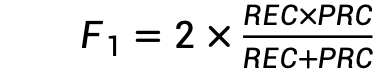 F₁ = 2 × REC×PRC / REC+PRC